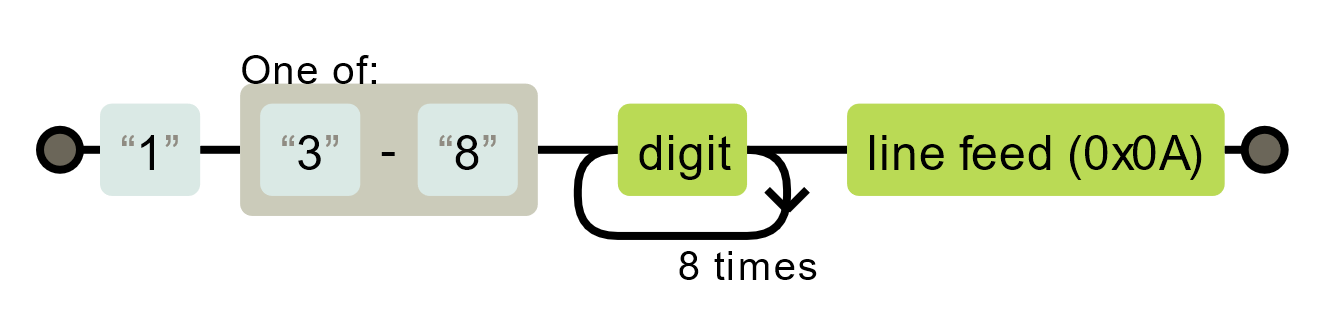 One of:
“1” “3” - “8” digit line feed (0x0A)
8 times